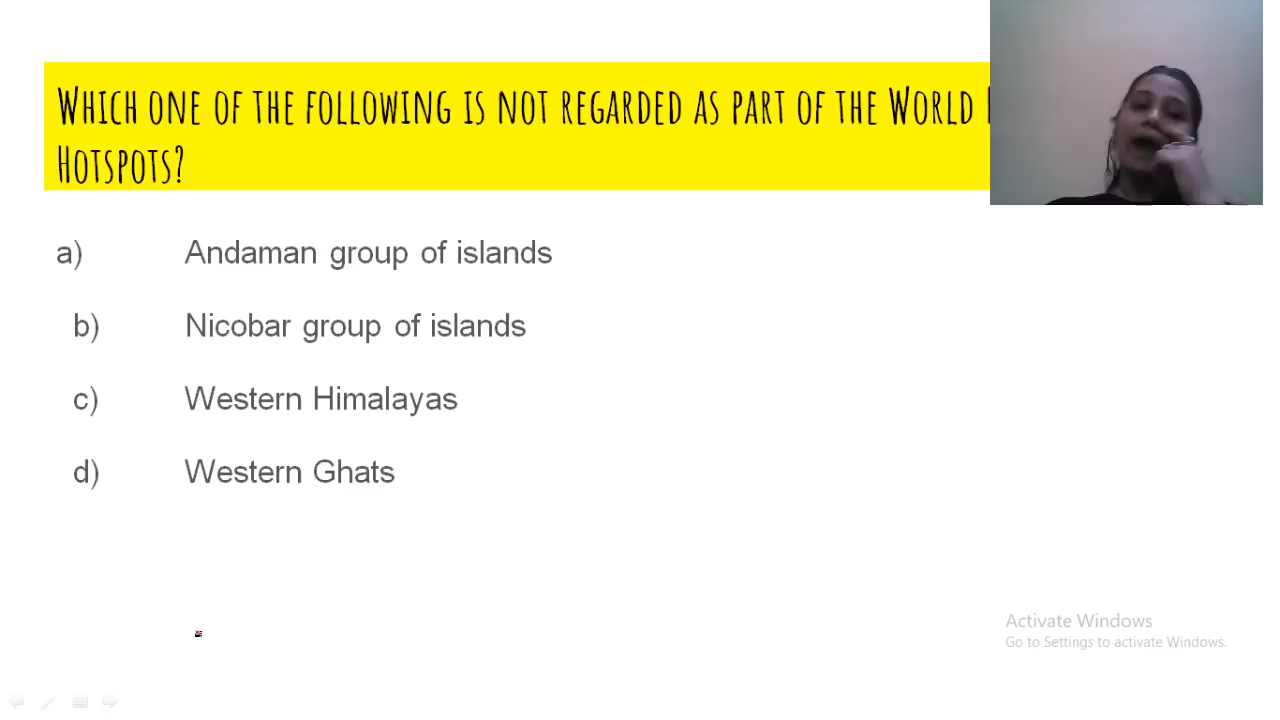 WHICH ONE OF THE FOLLOWING IS NOT REGARDED AS PART OF THE WORLD
HOTSPOTS?
a) Andaman group of islands
b) Nicobar group of islands
c) Western Himalayas
d) Western Ghats
Activate Windows
Go to Settings to activate Windows.